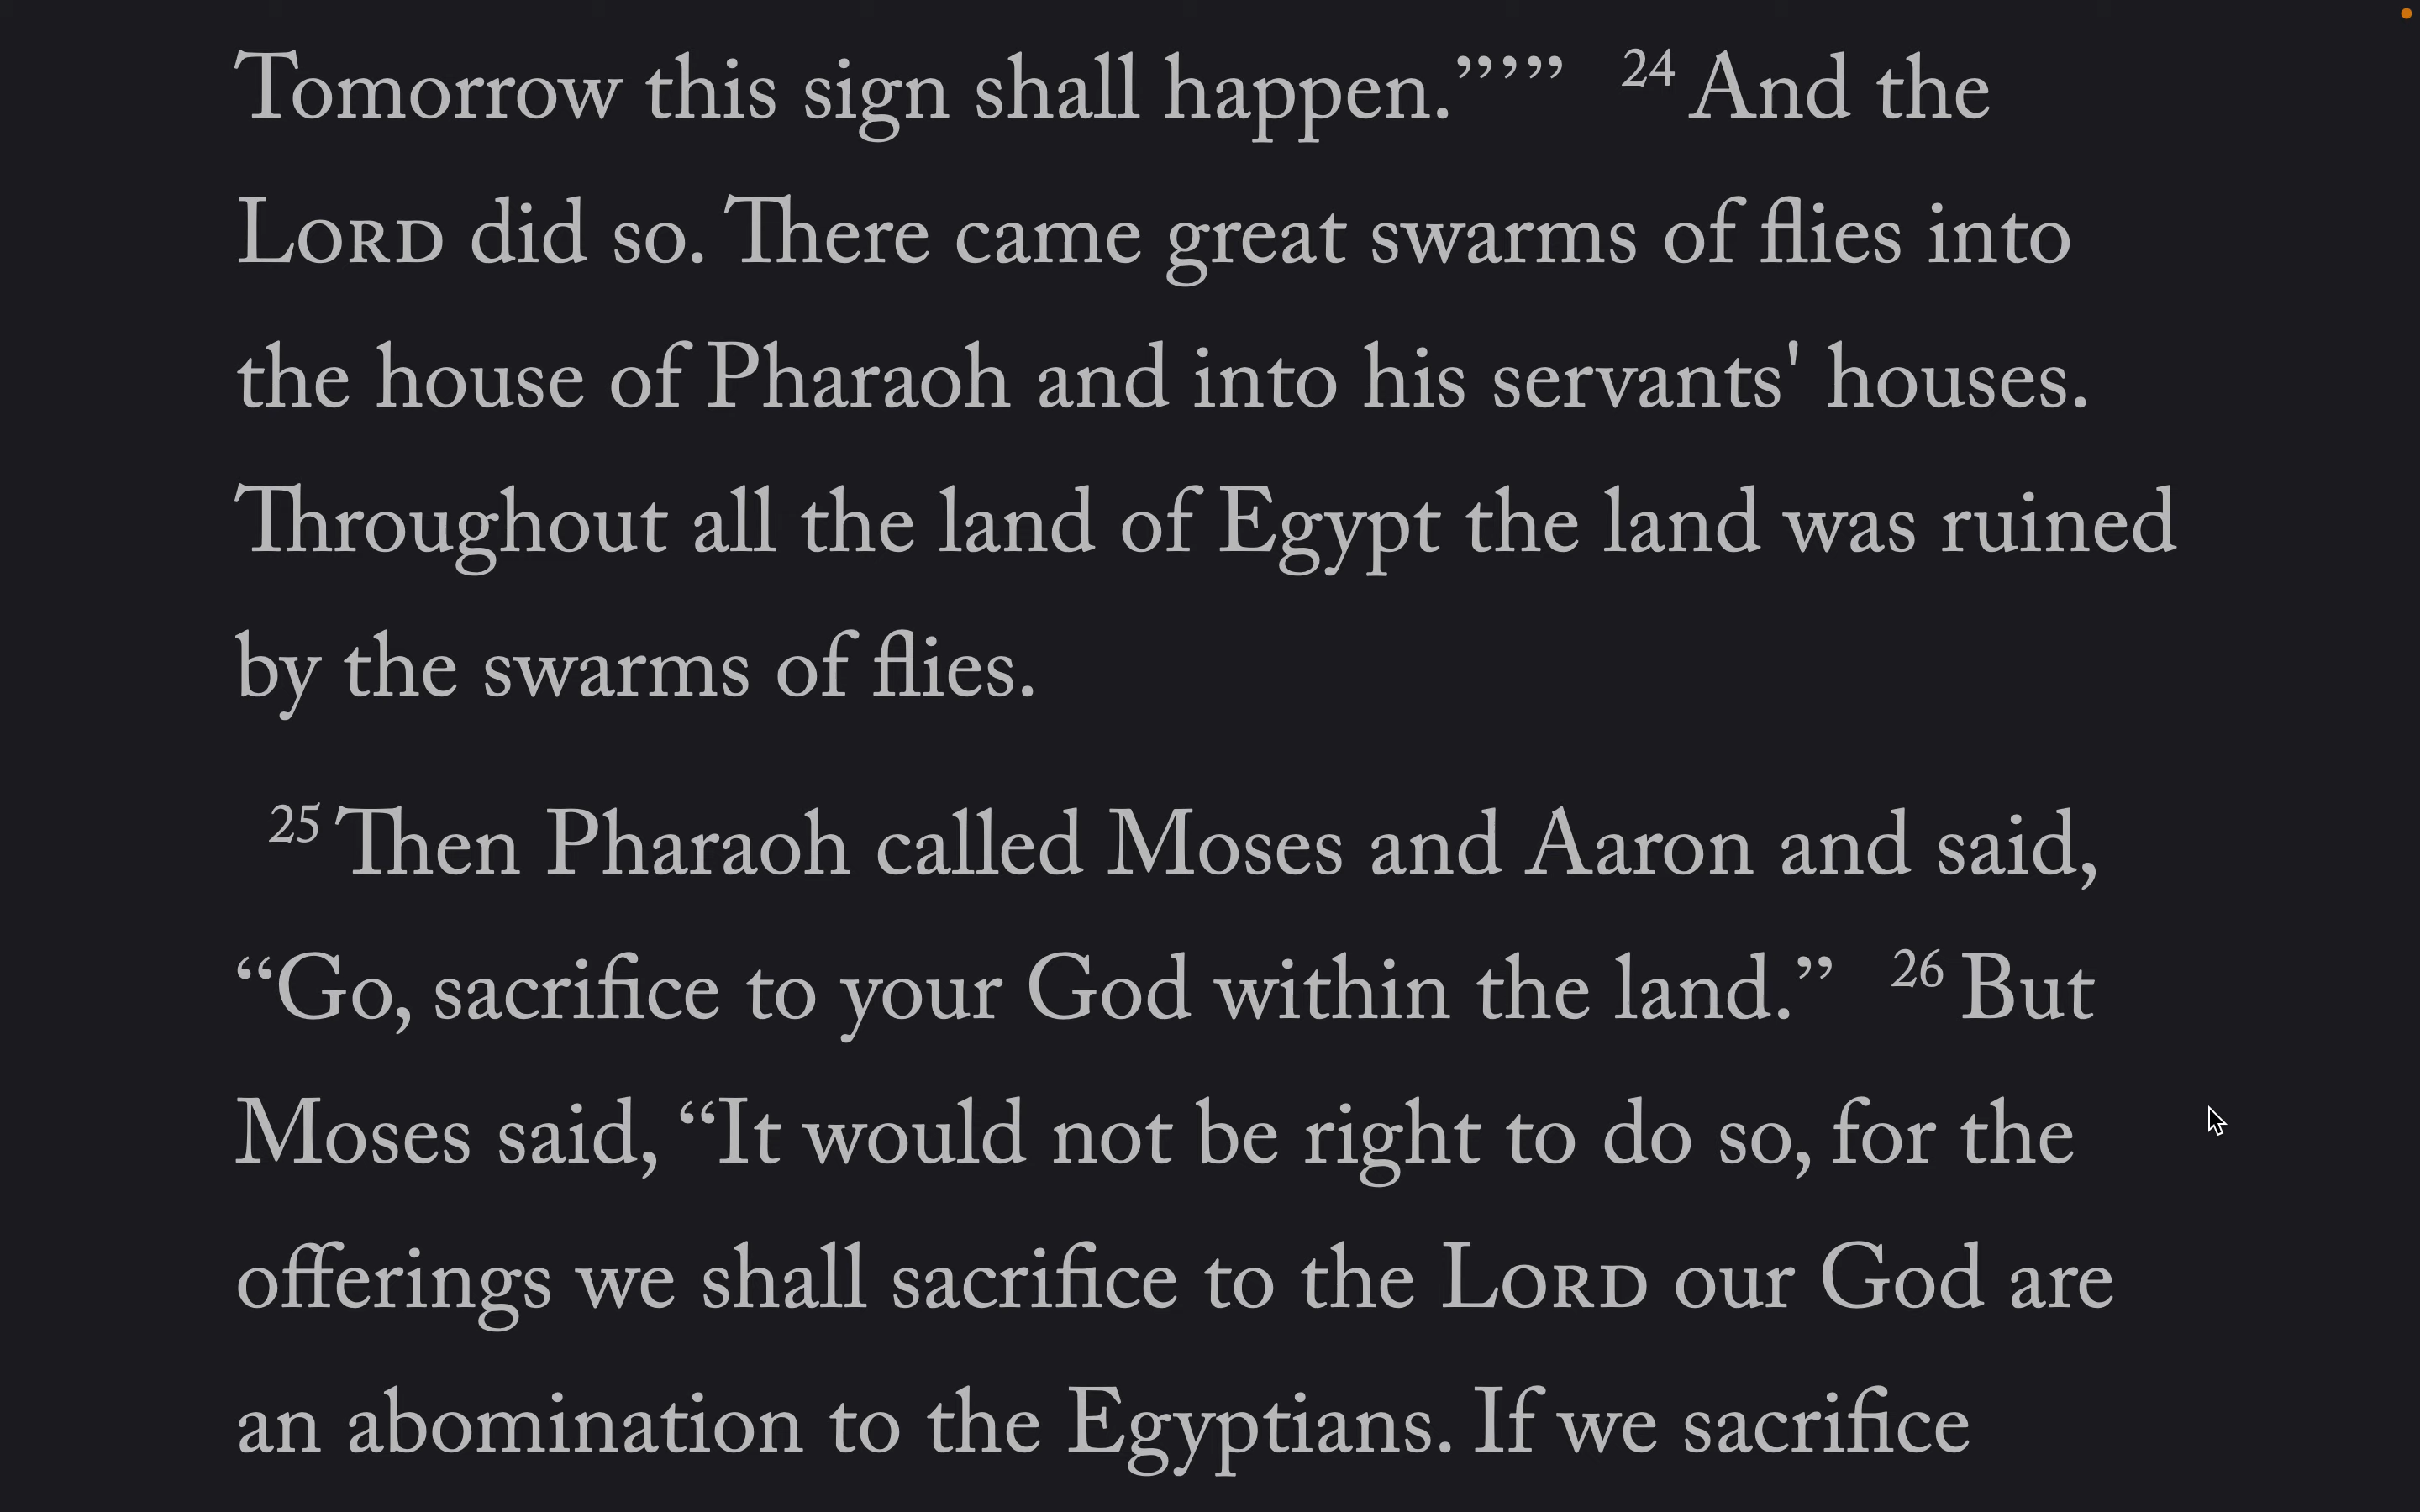 Tomorrow this sign shall happen.”’” 24 And the
LORD did so. There came great swarms of flies into
the house of Pharaoh and into his servants' houses.
Throughout all the land of Egypt the land was ruined
by the swarms of flies.
25 Then Pharaoh called Moses and Aaron and said,
“Go, sacrifice to your God within the land.” 26 But
Moses said, “It would not be right to do so, for the
offerings we shall sacrifice to the LORD our God are
an abomination to the Egyptians. If we sacrifice